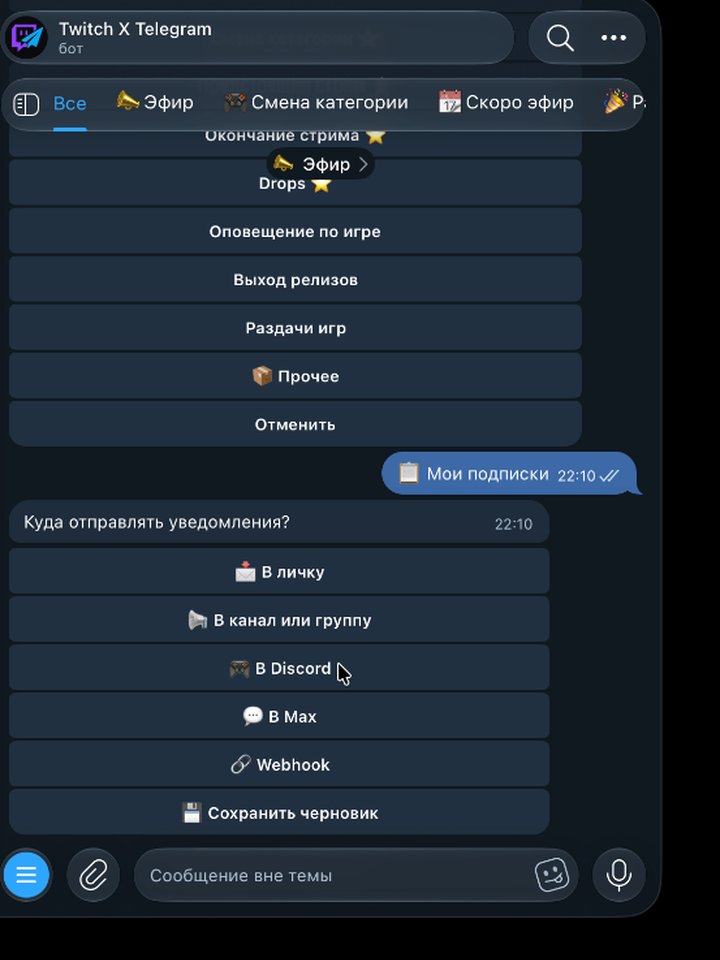 Twitch X Telegram
бот
Все
Эфир
Смена категории
Скоро эфир
Окончание стрима
Эфир
Drops
Оповещение по игре
Выход релизов
Раздачи игр
Прочее
Отменить
Мои подписки 22:10
Куда отправлять уведомления? 22:10
В личку
В канал или группу
В Discord
В Max
Webhook
Сохранить черновик
Сообщение вне темы